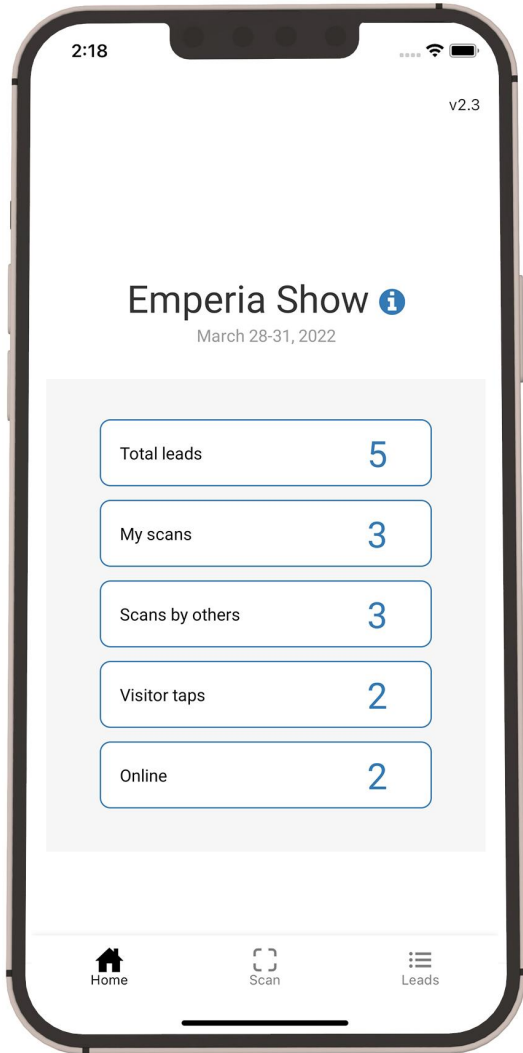 2:18
v2.3
Emperia Show
March 28-31, 2022
Total leads 5
My scans 3
Scans by others 3
Visitor taps 2
Online 2
Home Scan Leads